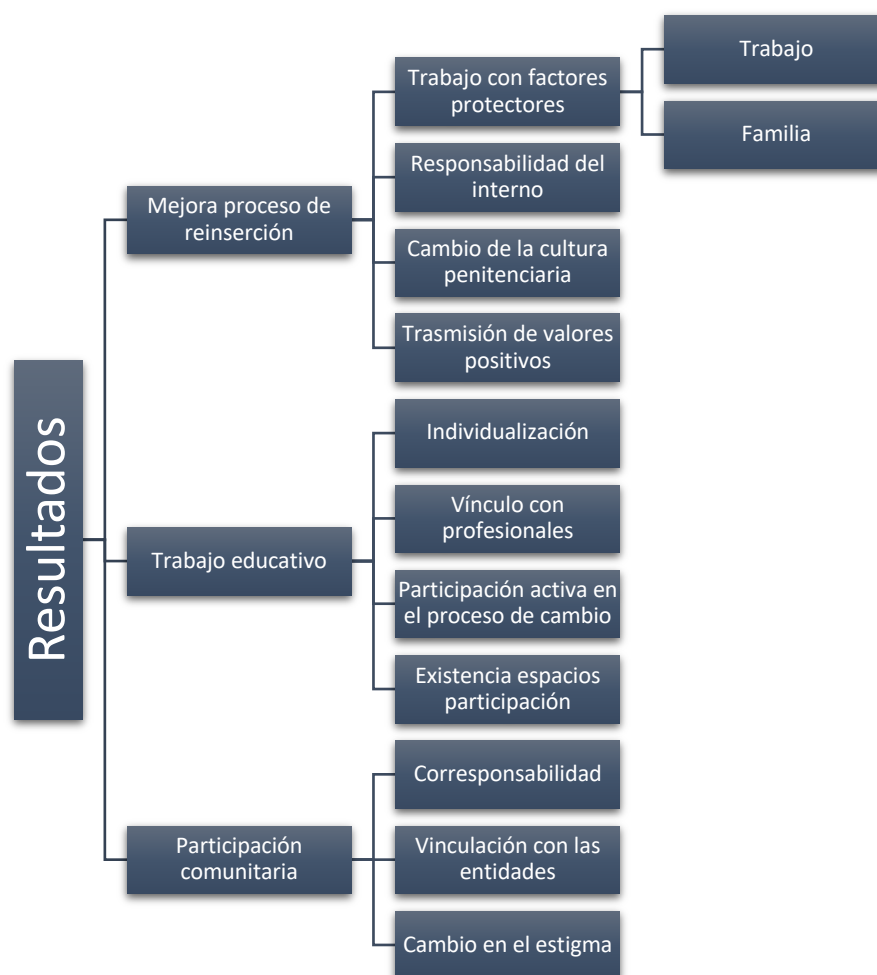 Resultados
Mejora proceso de
reinserción
Trabajo con factores
protectores
Trabajo
Familia
Responsabilidad del
interno
Cambio de la cultura
penitenciaria
Trasmisión de valores
positivos
Trabajo educativo
Individualización
Vínculo con
profesionales
Participación activa en
el proceso de cambio
Existencia espacios
participación
Participación
comunitaria
Corresponsabilidad
Vinculación con las
entidades
Cambio en el estigma